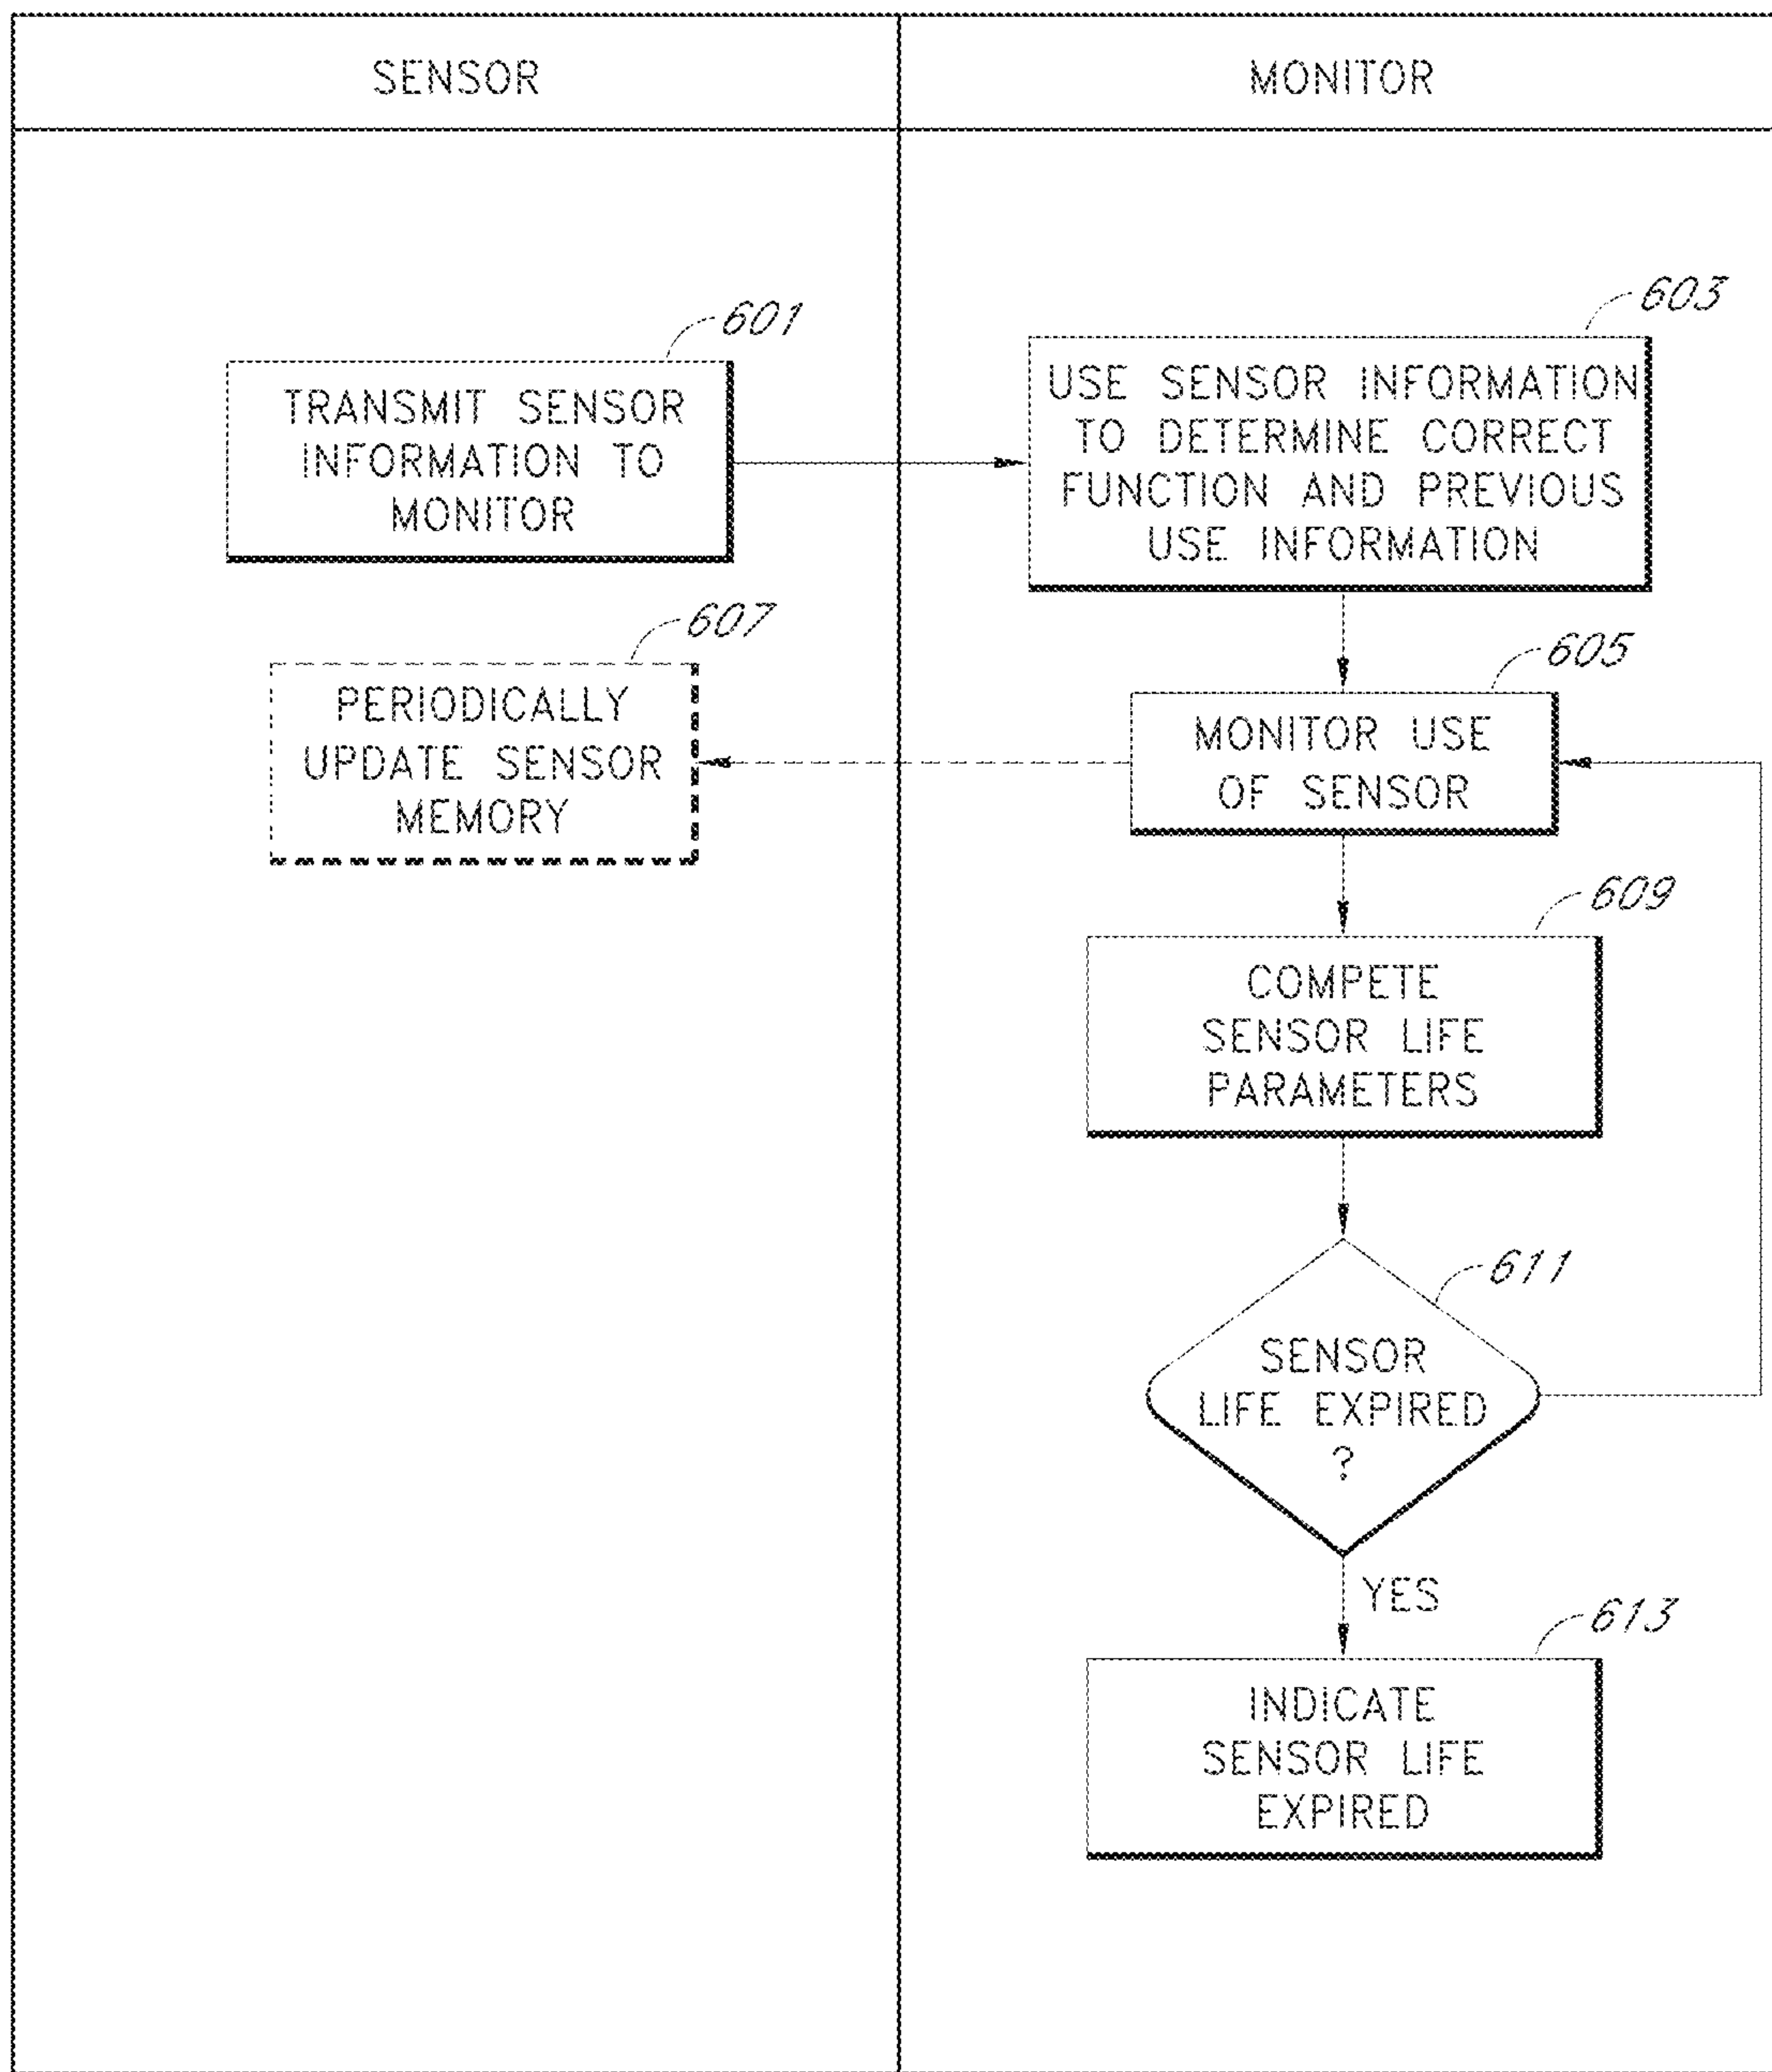 SENSOR
MONITOR
601
TRANSMIT SENSOR
INFORMATION TO
MONITOR
603
USE SENSOR INFORMATION
TO DETERMINE CORRECT
FUNCTION AND PREVIOUS
USE INFORMATION
607
PERIODICALLY
UPDATE SENSOR
MEMORY
605
MONITOR USE
OF SENSOR
609
COMPETE
SENSOR LIFE
PARAMETERS
611
SENSOR
LIFE EXPIRED
?
YES
613
INDICATE
SENSOR LIFE
EXPIRED